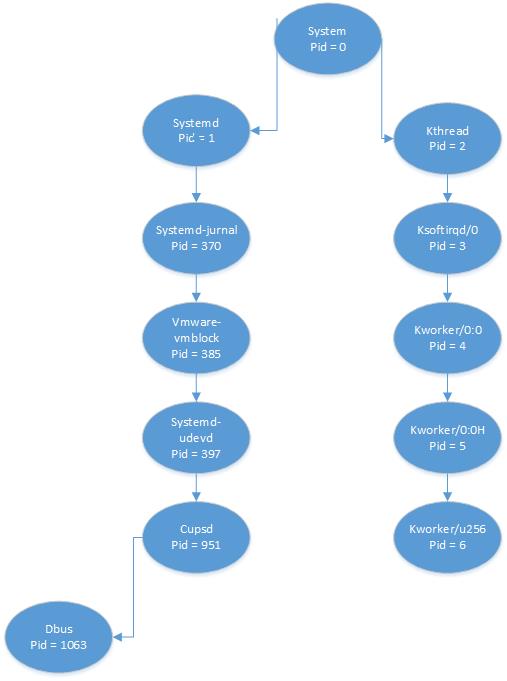 System
Pid = 0
Systemd
Pid = 1
Kthread
Pid = 2
Systemd-jurnal
Pid = 370
Ksoftirqd/0
Pid = 3
Vmware-
vmblock
Pid = 385
Kworker/0:0
Pid = 4
Systemd-
udevd
Pid = 397
Kworker/0:0H
Pid = 5
Cupsd
Pid = 951
Kworker/u256
Pid = 6
Dbus
Pid = 1063